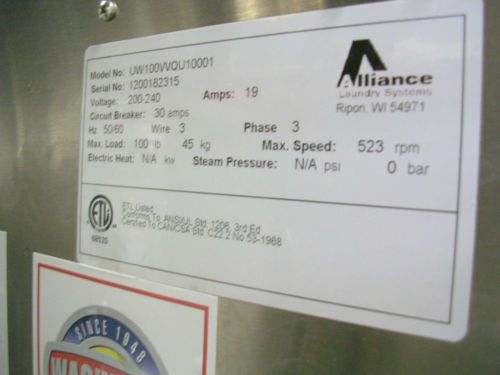 Model No: UW100VVQU10001
Serial No: 1200182315
Voltage: 200-240 Amps: 19
Circuit Breaker: 30 amps
Hz 50/60 Wire 3 Phase 3
Max. Load: 100 lb 45 kg Max. Speed: 523 rpm
Electric Heat: N/A kw Steam Pressure: N/A psi 0 bar
Alliance
Laundry Systems
Ripon, WI 54971
ETL
ETL Listed
Conforms To ANSI/UL Std. 1206, 3rd Ed
Certified To CAN/CSA Std. C22.2 No.53-1968
68520
SINCE 1948